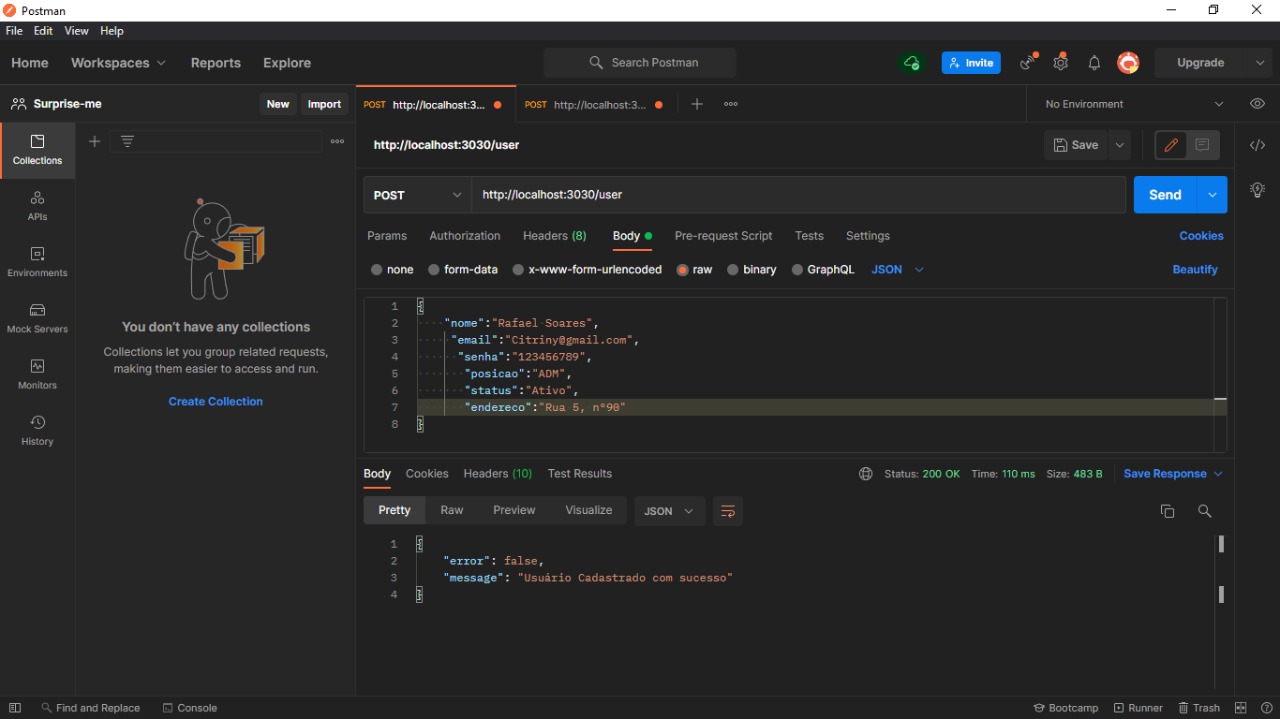 Postman
File Edit View Help
Home Workspaces Reports Explore Search Postman Invite Upgrade
Surprise-me New Import POST http://localhost:3... POST http://localhost:3... No Environment
Collections
APIs
Environments
Mock Servers
Monitors
History
You don't have any collections
Collections let you group related requests,
making them easier to access and run.
Create Collection
http://localhost:3030/user Save
POST http://localhost:3030/user Send
Params Authorization Headers (8) Body Pre-request Script Tests Settings Cookies
none form-data x-www-form-urlencoded raw binary GraphQL JSON Beautify
1 {
2 "nome":"Rafael Soares",
3 "email":"Citriny@gmail.com",
4 "senha":"123456789",
5 "posicao":"ADM",
6 "status":"Ativo",
7 "endereco":"Rua 5, n°90"
8 }
Body Cookies Headers (10) Test Results Status: 200 OK Time: 110 ms Size: 483 B Save Response
Pretty Raw Preview Visualize JSON
1 {
2 "error": false,
3 "message": "Usuário Cadastrado com sucesso"
4 }
Find and Replace Console Bootcamp Runner Trash